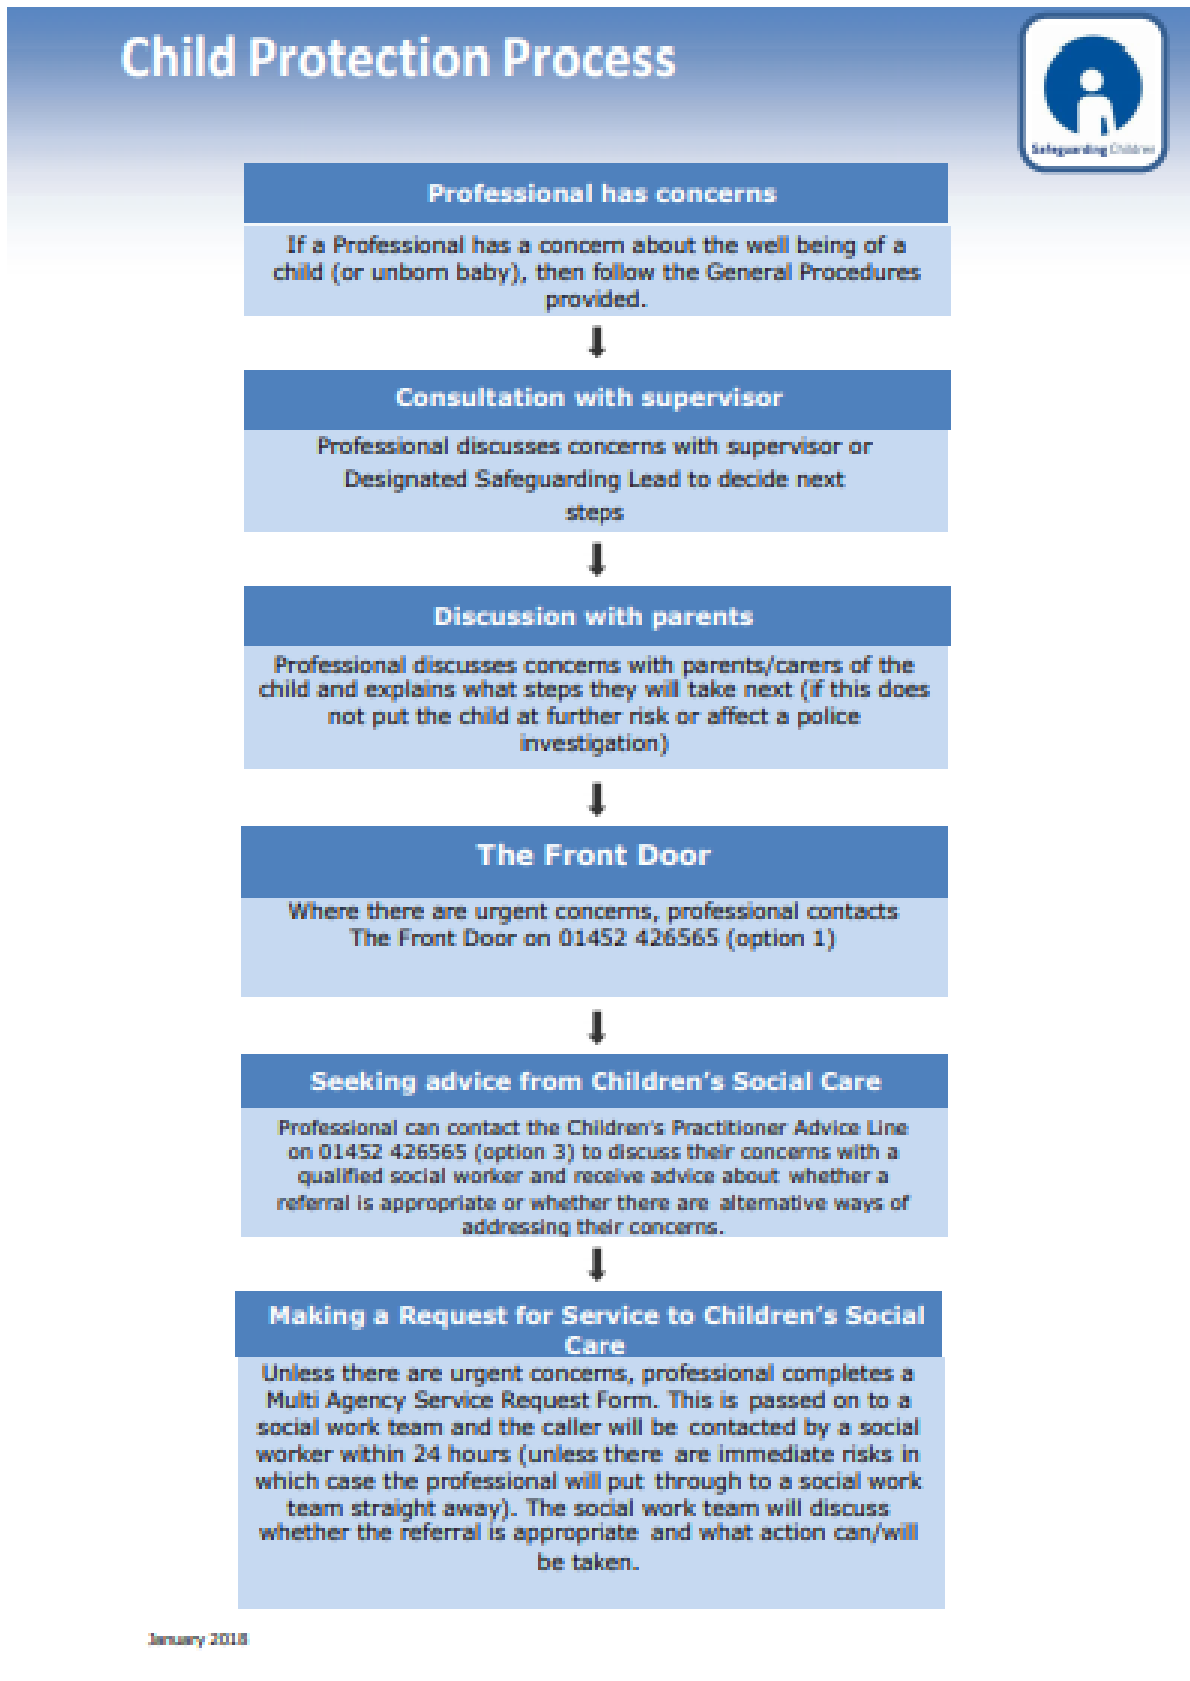 Child Protection Process
Safeguarding Children
Professional has concerns
If a Professional has a concern about the well being of a
child (or unborn baby), then follow the General Procedures
provided.
Consultation with supervisor
Professional discusses concerns with supervisor or
Designated Safeguarding Lead to decide next
steps
Discussion with parents
Professional discusses concerns with parents/carers of the
child and explains what steps they will take next (if this does
not put the child at further risk or affect a police
investigation)
The Front Door
Where there are urgent concerns, professional contacts
The Front Door on 01452 426565 (option 1)
Seeking advice from Children's Social Care
Professional can contact the Children's Practitioner Advice Line
on 01452 426565 (option 3) to discuss their concerns with a
qualified social worker and receive advice about whether a
referral is appropriate or whether there are alternative ways of
addressing their concerns.
Making a Request for Service to Children's Social
Care
Unless there are urgent concerns, professional completes a
Multi Agency Service Request Form. This is passed on to a
social work team and the caller will be contacted by a social
worker within 24 hours (unless there are immediate risks in
which case the professional will put through to a social work
team straight away). The social work team will discuss
whether the referral is appropriate and what action can/will
be taken.
January 2018